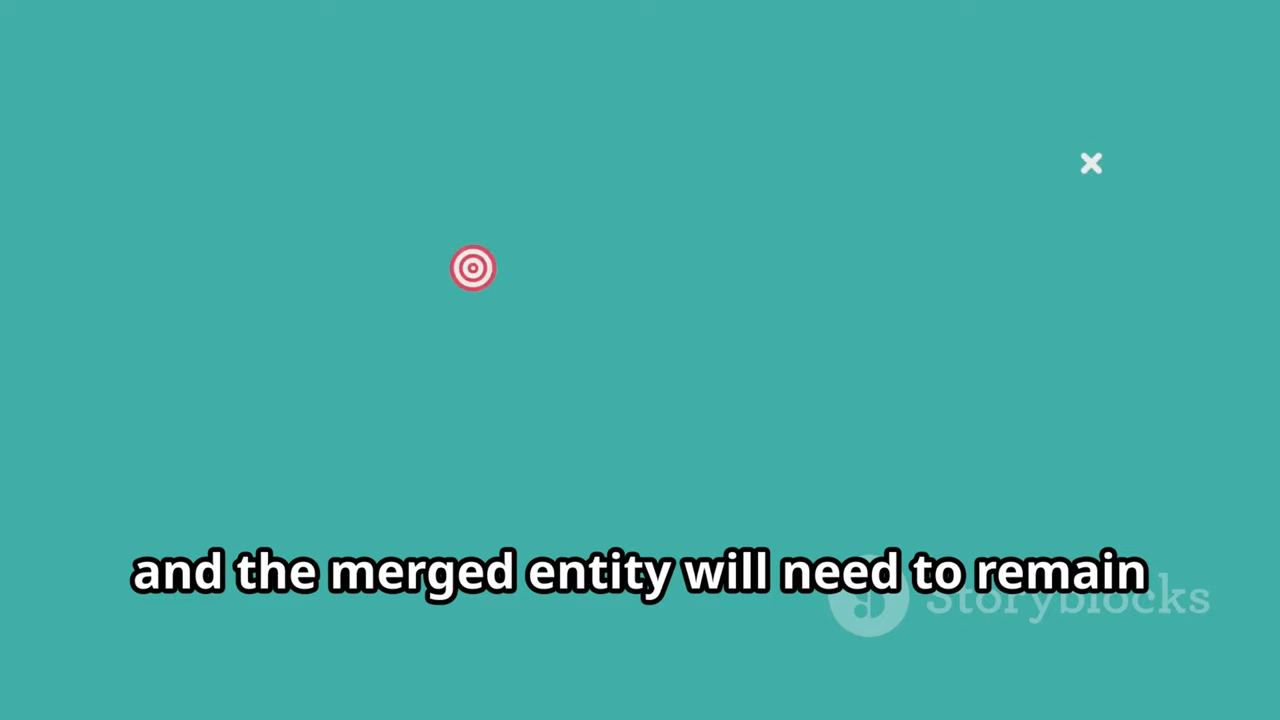 and the merged entity will need to remain
Storyblocks